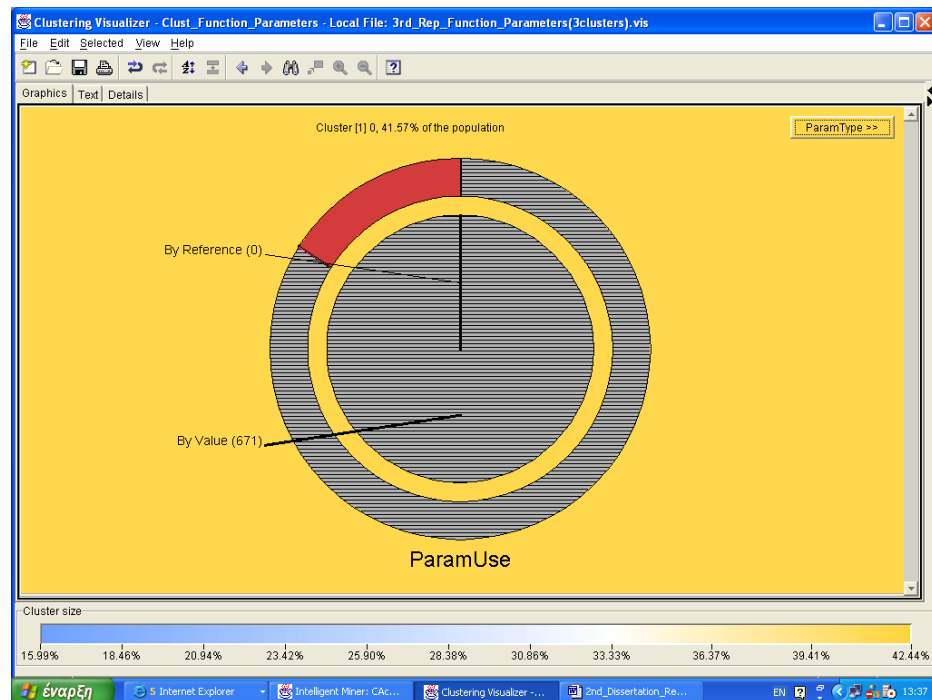 Clustering Visualizer - Clust_Function_Parameters - Local File: 3rd_Rep_Function_Parameters(3clusters).vis
File Edit Selected View Help
Graphics Text Details
Cluster [1] 0, 41.57% of the population
ParamType >>
By Reference (0)
By Value (671)
ParamUse
Cluster size
15.99% 18.46% 20.94% 23.42% 25.90% 28.38% 30.86% 33.33% 36.37% 39.41% 42.44%
έναρξη 5 Internet Explorer Intelligent Miner: CAc... Clustering Visualizer -... 2nd_Dissertation_Re... EN 13:37